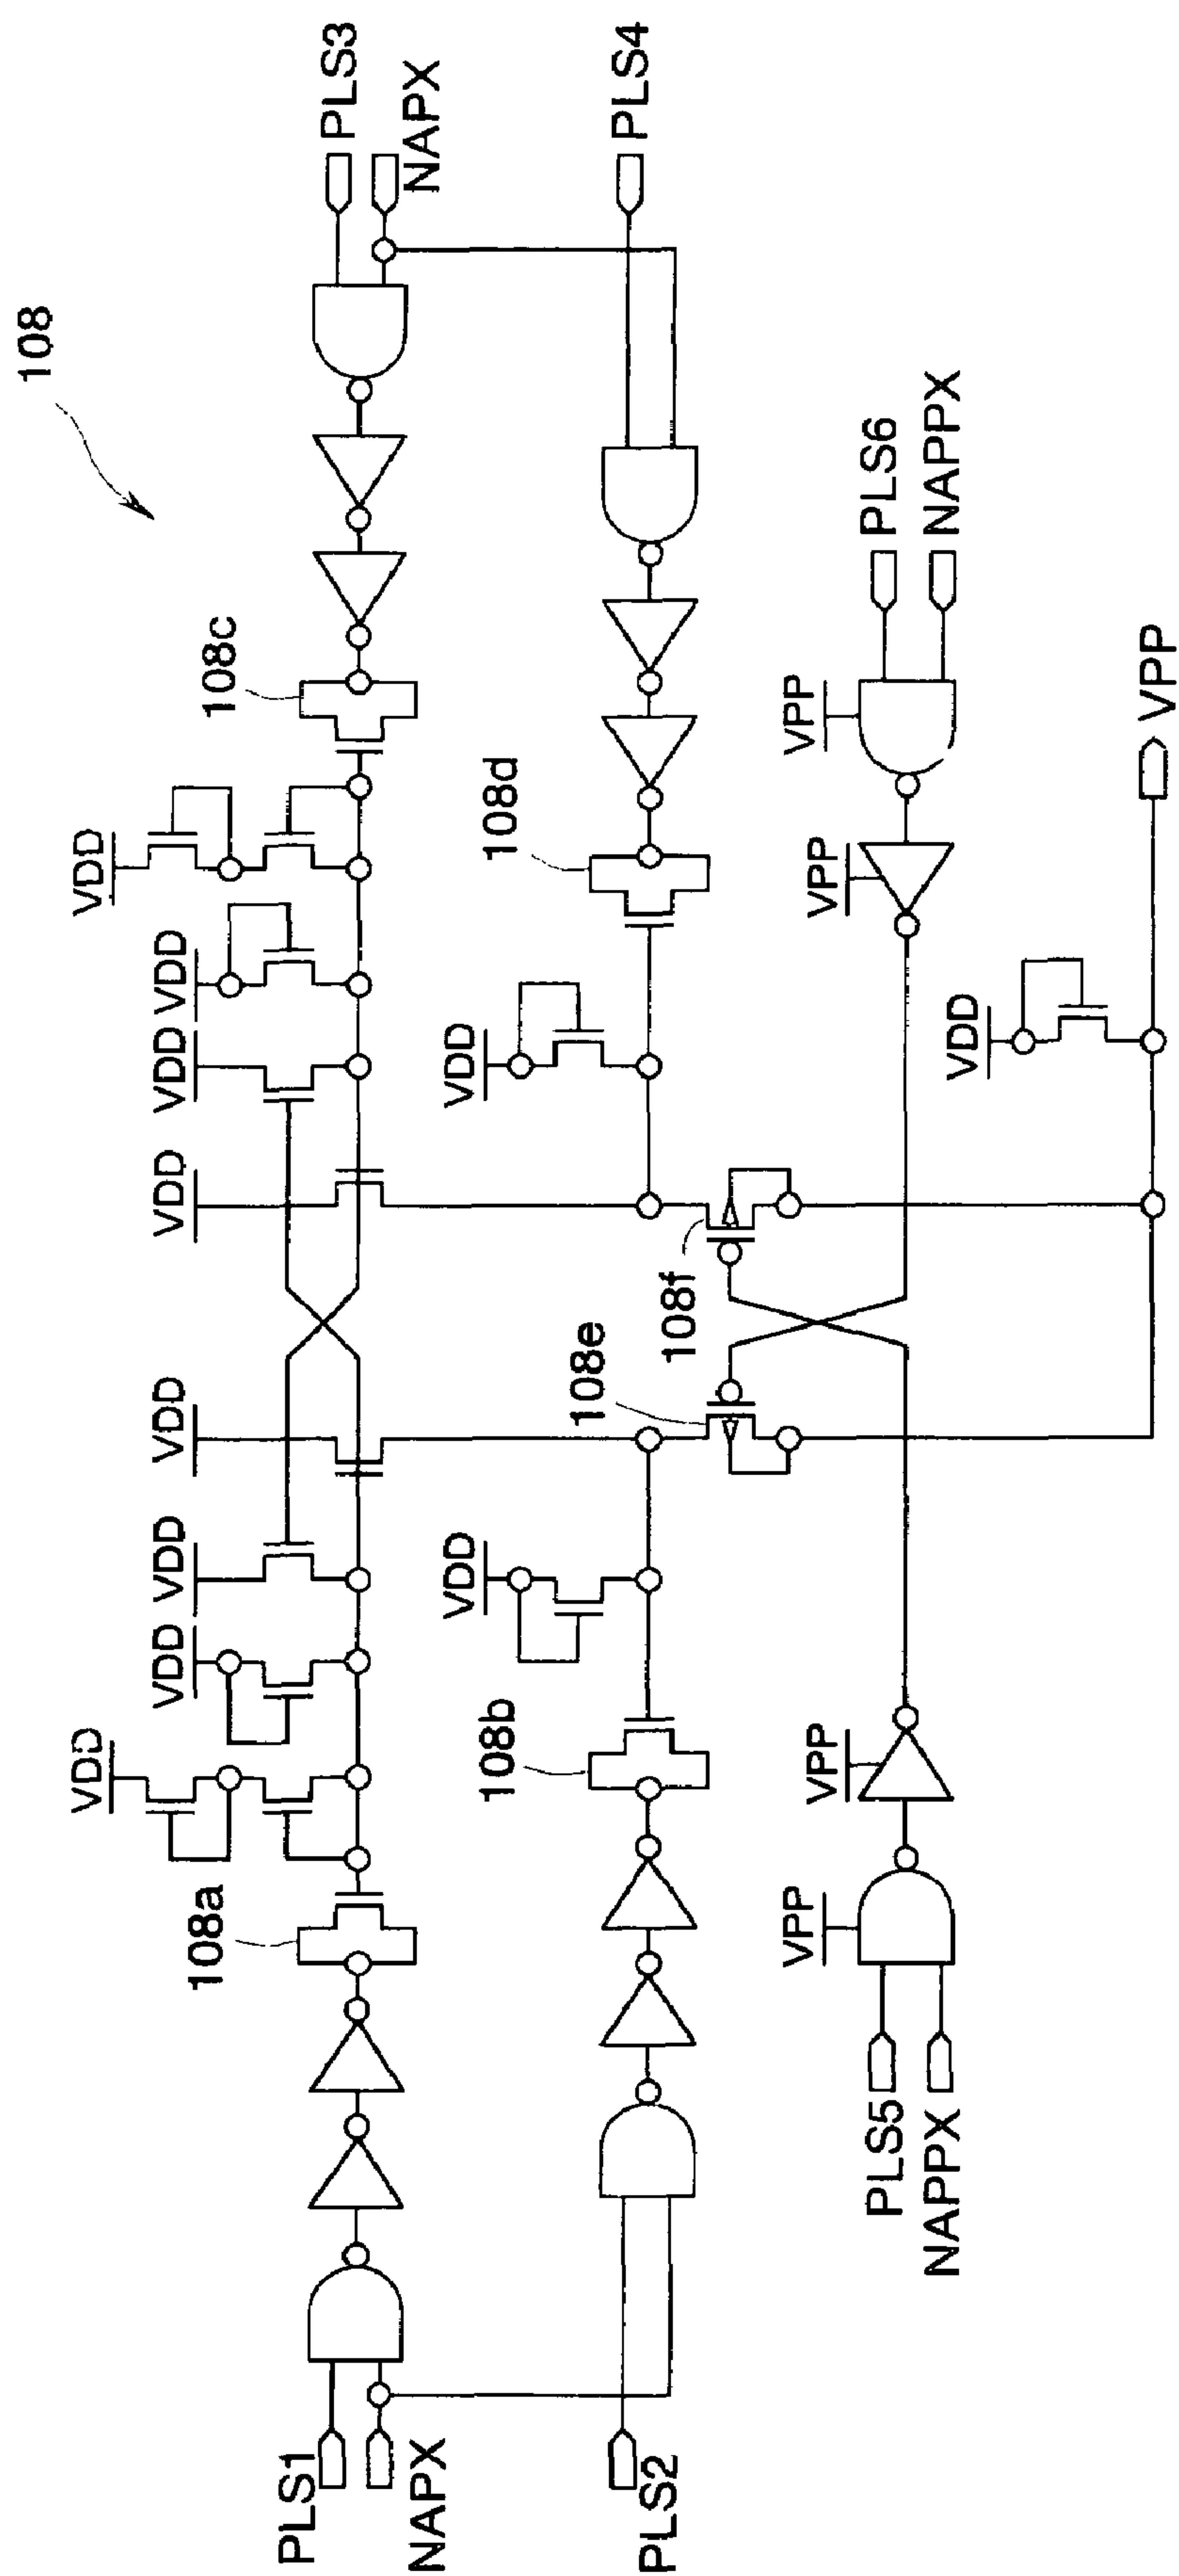 108
VDD
VDD
VDD
VDD
VDD
VDD
VDD
VDD
108a
108c
PLS1
NAPX
PLS3
NAPX
VDD
VDD
108b
108d
PLS2
PLS4
108e
108f
VPP
VPP
VPP
VPP
PLS5
NAPPX
PLS6
NAPPX
VDD
VPP